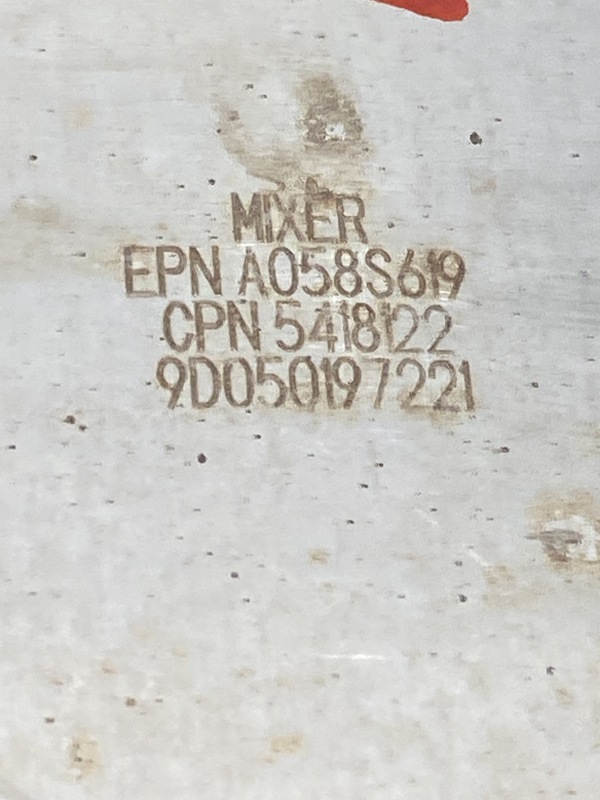 MIXER
EPN A058S619
CPN 5418122
9D050197221